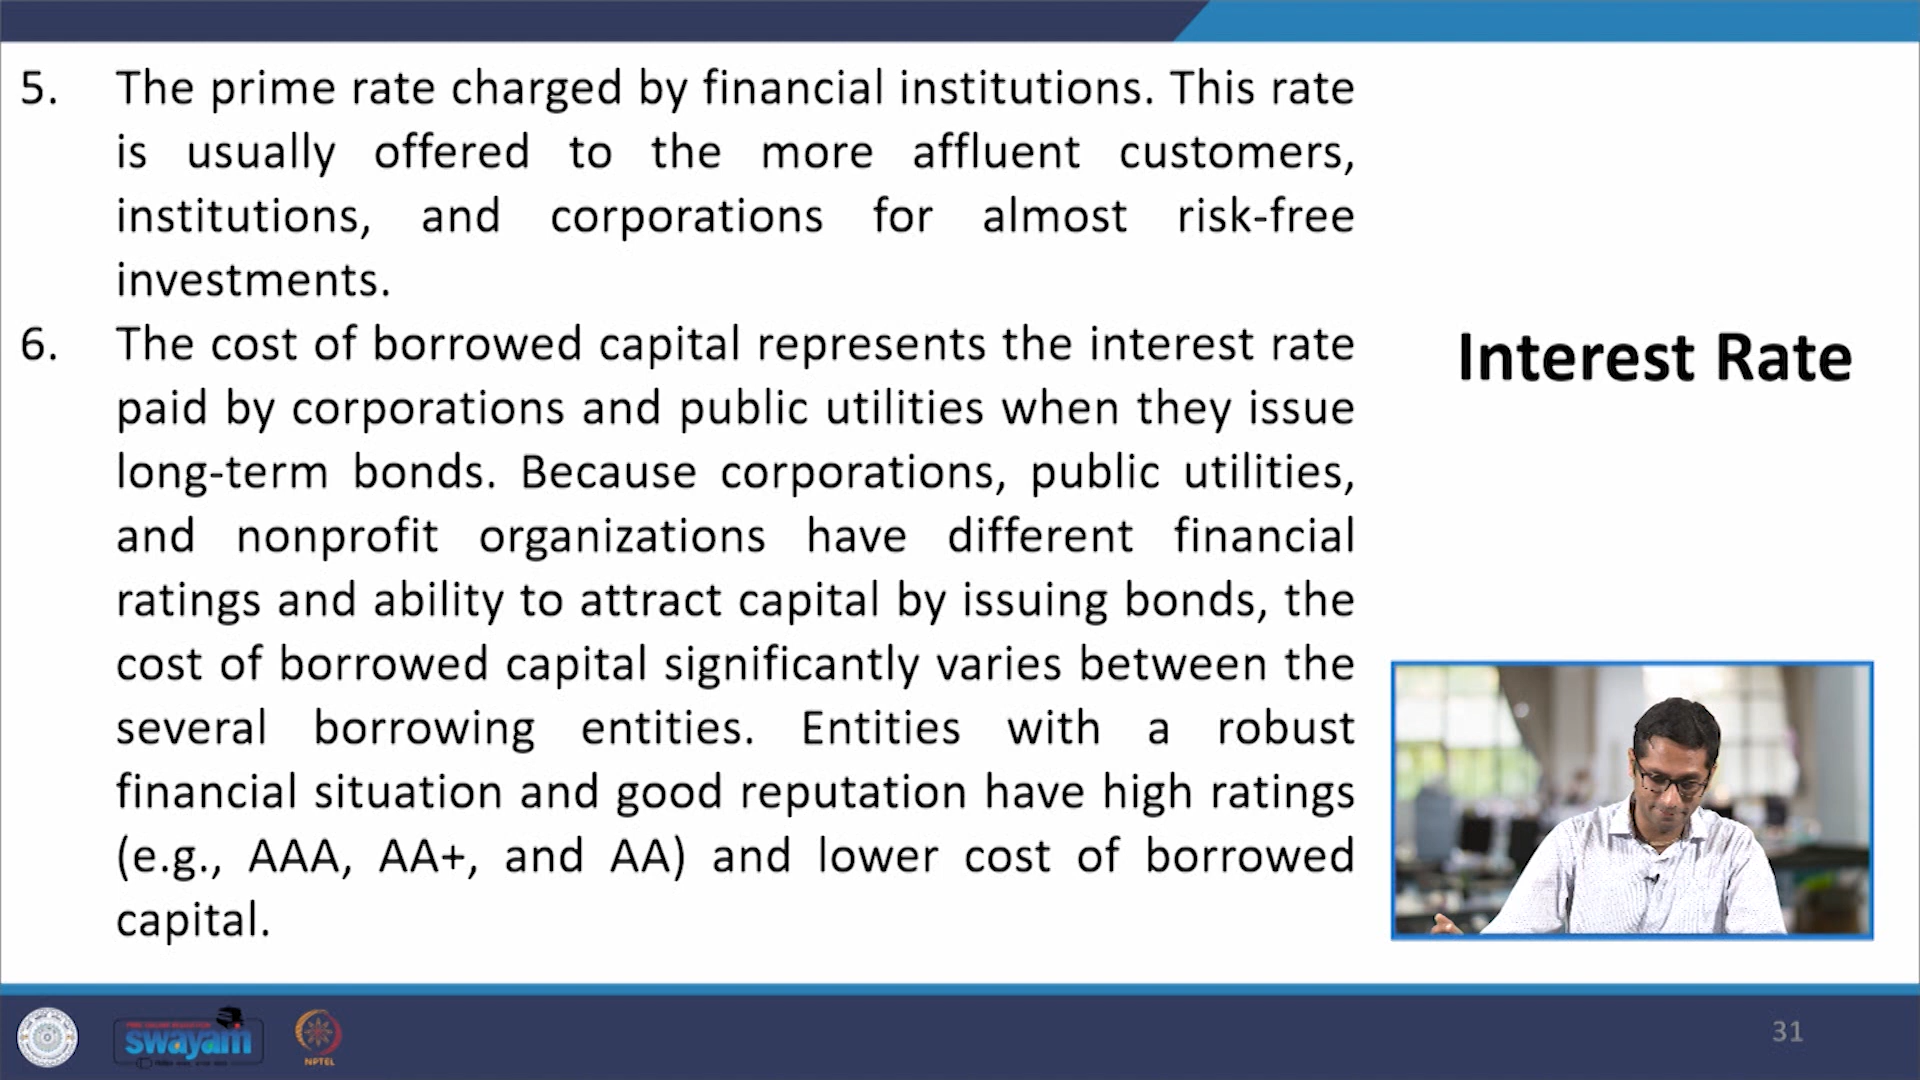 5. The prime rate charged by financial institutions. This rate
is usually offered to the more affluent customers,
institutions, and corporations for almost risk-free
investments.
6. The cost of borrowed capital represents the interest rate
paid by corporations and public utilities when they issue
long-term bonds. Because corporations, public utilities,
and nonprofit organizations have different financial
ratings and ability to attract capital by issuing bonds, the
cost of borrowed capital significantly varies between the
several borrowing entities. Entities with a robust
financial situation and good reputation have high ratings
(e.g., AAA, AA+, and AA) and lower cost of borrowed
capital.
Interest Rate
swayam
NPTEL
31